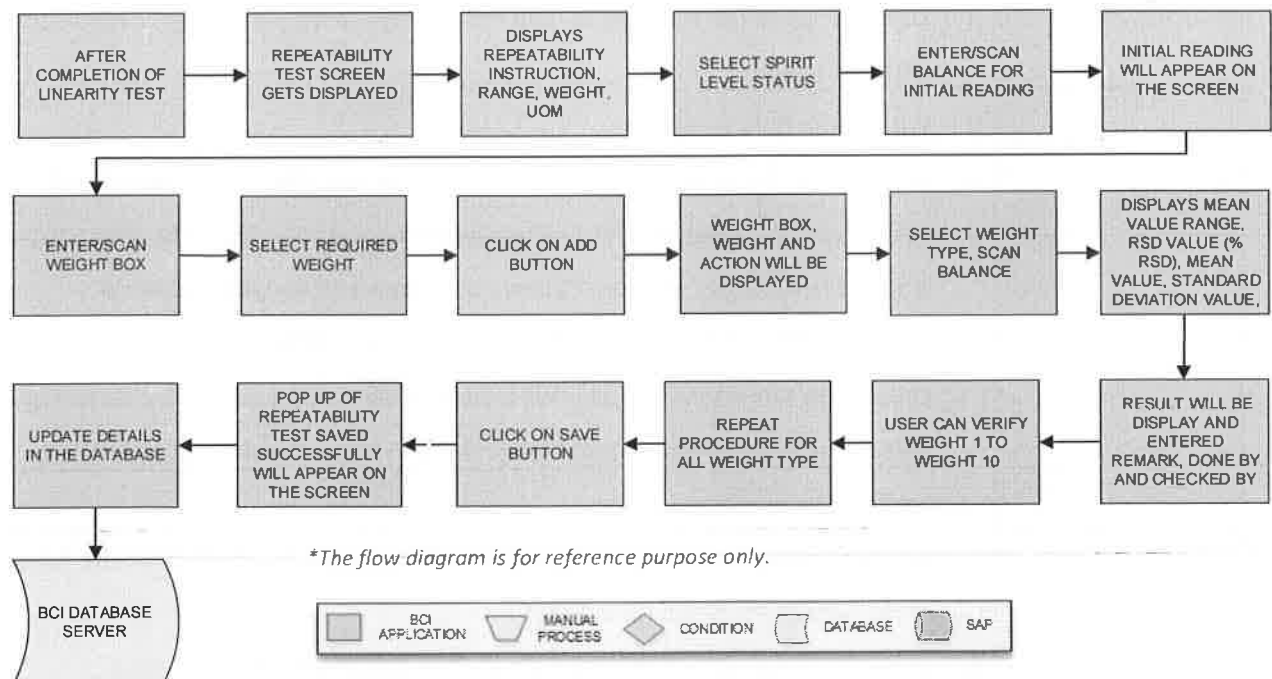 AFTER
COMPLETION OF
LINEARITY TEST
REPEATABILITY
TEST SCREEN
GETS DISPLAYED
DISPLAYS
REPEATABILITY
INSTRUCTION,
RANGE, WEIGHT,
UOM
SELECT SPIRIT
LEVEL STATUS
ENTER/SCAN
BALANCE FOR
INITIAL READING
INITIAL READING
WILL APPEAR ON
THE SCREEN
ENTER/SCAN
WEIGHT BOX
SELECT REQUIRED
WEIGHT
CLICK ON ADD
BUTTON
WEIGHT BOX,
WEIGHT AND
ACTION WILL BE
DISPLAYED
SELECT WEIGHT
TYPE, SCAN
BALANCE
DISPLAYS MEAN
VALUE RANGE,
RSD VALUE (%
RSD), MEAN
VALUE, STANDARD
DEVIATION VALUE,
RESULT WILL BE
DISPLAY AND
ENTERED
REMARK, DONE BY
AND CHECKED BY
USER CAN VERIFY
WEIGHT 1 TO
WEIGHT 10
REPEAT
PROCEDURE FOR
ALL WEIGHT TYPE
CLICK ON SAVE
BUTTON
POP UP OF
REPEATABILITY
TEST SAVED
SUCCESSFULLY
WILL APPEAR ON
THE SCREEN
UPDATE DETAILS
IN THE DATABASE
BCI DATABASE
SERVER
*The flow diagram is for reference purpose only.
BCI
APPLICATION
MANUAL
PROCESS
CONDITION
DATABASE
SAP